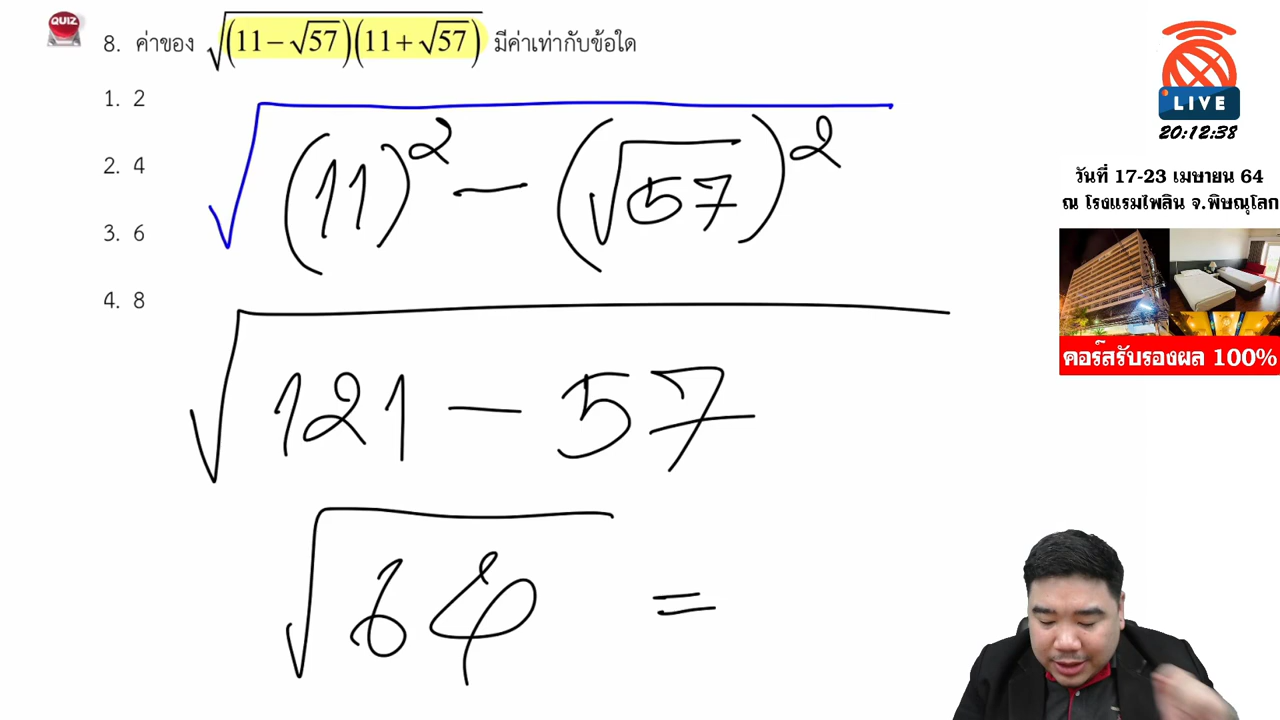 QUIZ
8. ค่าของ √(11−√57)(11+√57) มีค่าเท่ากับข้อใด
1. 2
2. 4
3. 6
4. 8
√(11)² − (√57)²
√121 − 57
√64 =
LIVE
20:12:38
วันที่ 17-23 เมษายน 64
ณ โรงแรมไพลิน จ.พิษณุโลก
คอร์สรับรองผล 100%